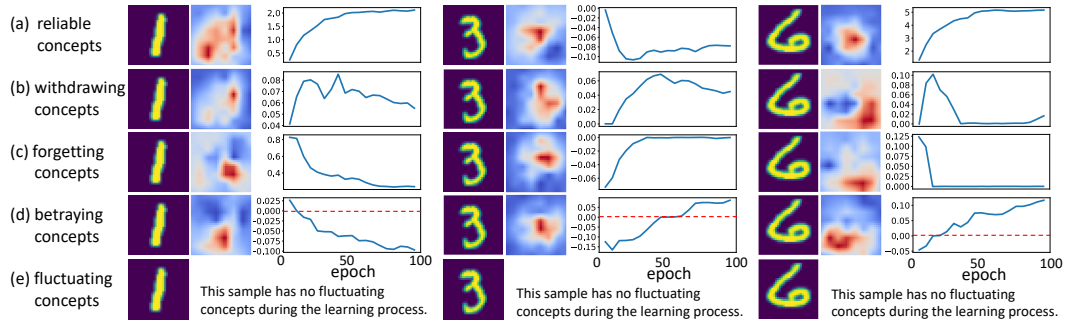 (a) reliable
concepts
2.0
1.5
1.0
0.5
0.00
−0.02
−0.04
−0.06
−0.08
−0.10
5
4
3
2
(b) withdrawing
concepts
0.08
0.07
0.06
0.05
0.04
0.06
0.04
0.02
0.00
0.10
0.08
0.04
0.02
0.00
(c) forgetting
concepts
0.8
0.6
0.4
0.00
−0.02
−0.04
−0.06
0.125
0.100
0.075
0.050
0.025
0.000
(d) betraying
concepts
0.025
0.000
−0.025
−0.050
−0.075
−0.100
0.05
0.00
−0.05
−0.10
−0.15
0.10
0.05
0.00
−0.05
0 epoch 100
0 epoch 100
0 epoch 100
(e) fluctuating
concepts
This sample has no fluctuating
concepts during the learning process.
This sample has no fluctuating
concepts during the learning process.
This sample has no fluctuating
concepts during the learning process.